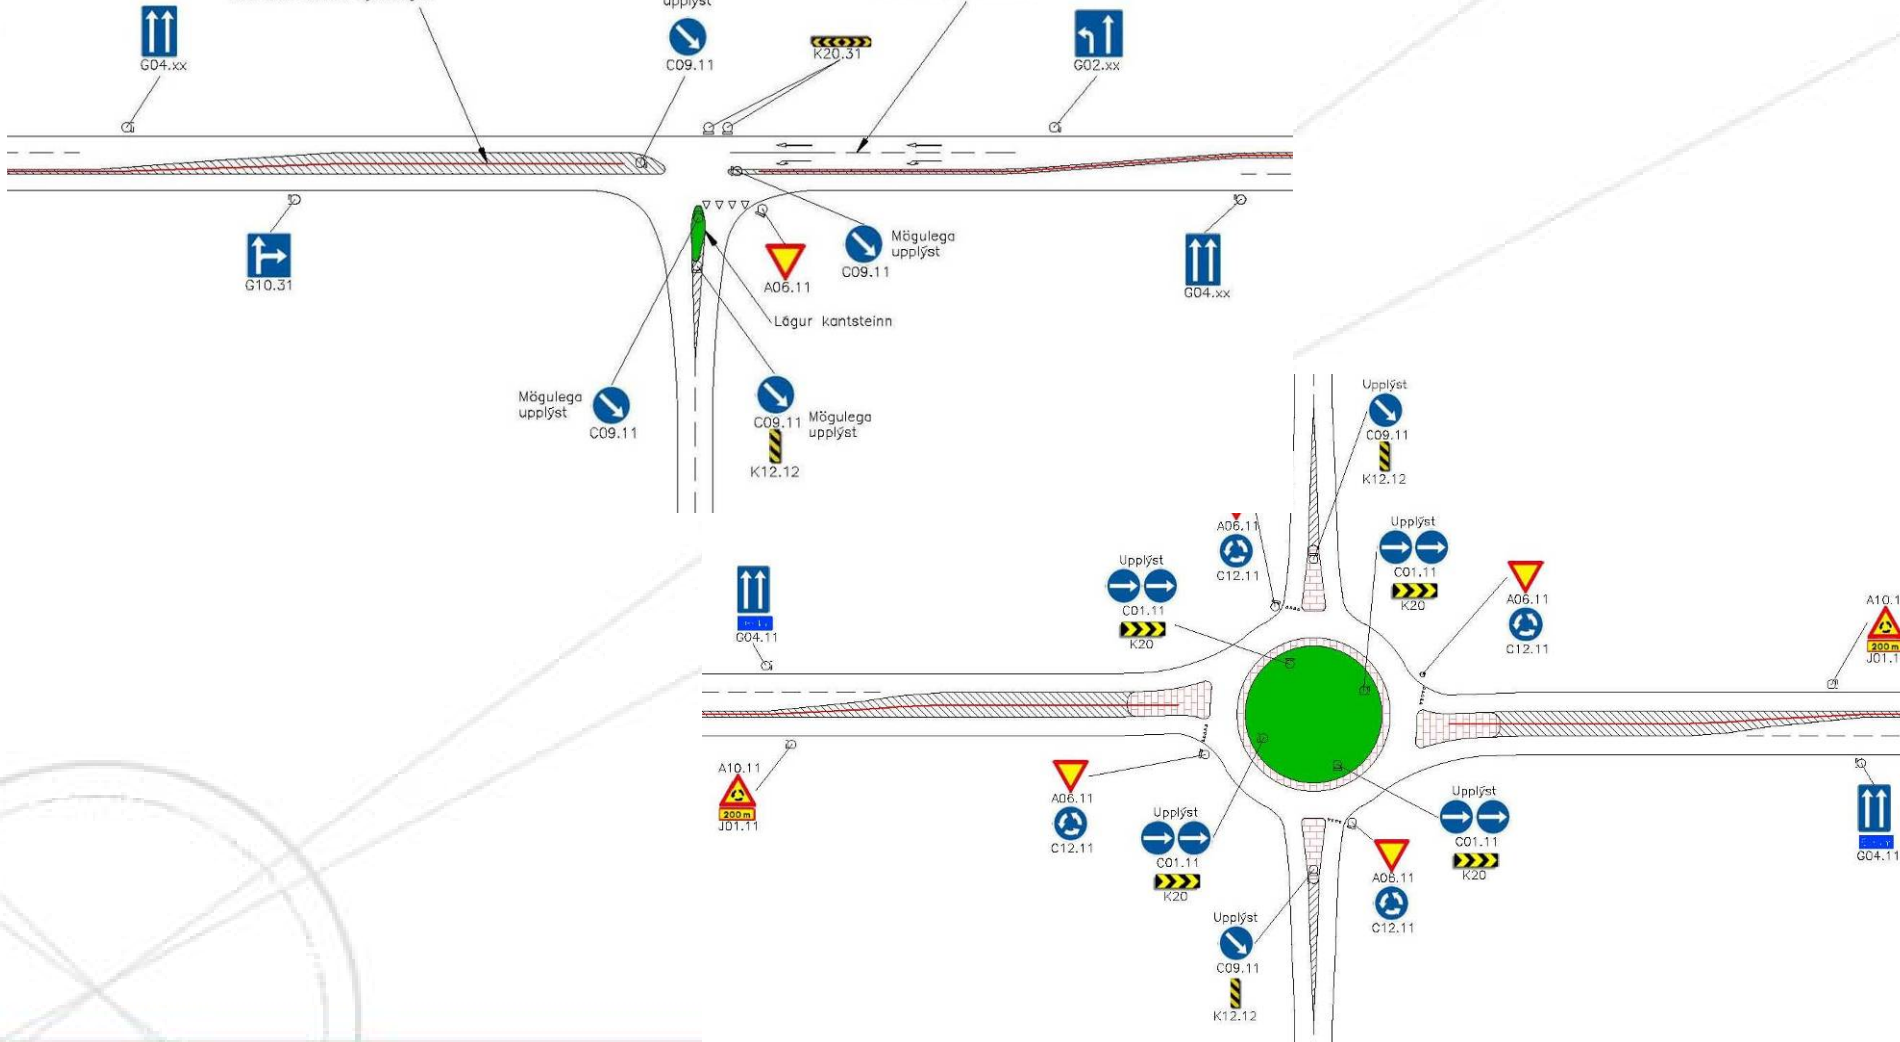 upplýst
G04.xx
C09.11
K20.31
G02.xx
G10.31
A06.11
C09.11
Mögulega
upplýst
G04.xx
Lágur kantsteinn
Mögulega
upplýst
C09.11
C09.11
Mögulega
upplýst
K12.12
Upplýst
C09.11
K12.12
A06.11
C12.11
Upplýst
C01.11
K20
Upplýst
C01.11
K20
A06.11
C12.11
G04.11
A10.1
200 m
J01.1
A10.11
200 m
J01.11
A06.11
C12.11
Upplýst
C01.11
K20
Upplýst
C01.11
K20
G04.11
A06.11
C12.11
Upplýst
C09.11
K12.12